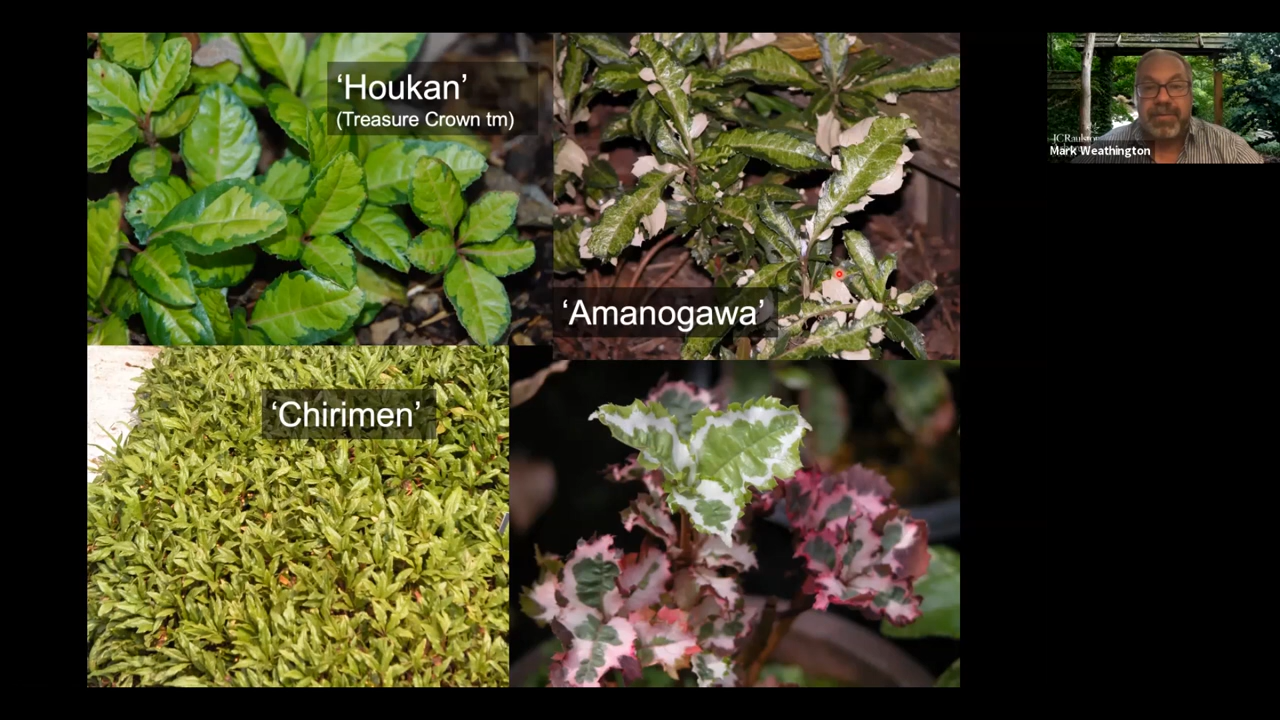 ‘Houkan’
(Treasure Crown tm)
‘Amanogawa’
‘Chirimen’
Mark Weathington